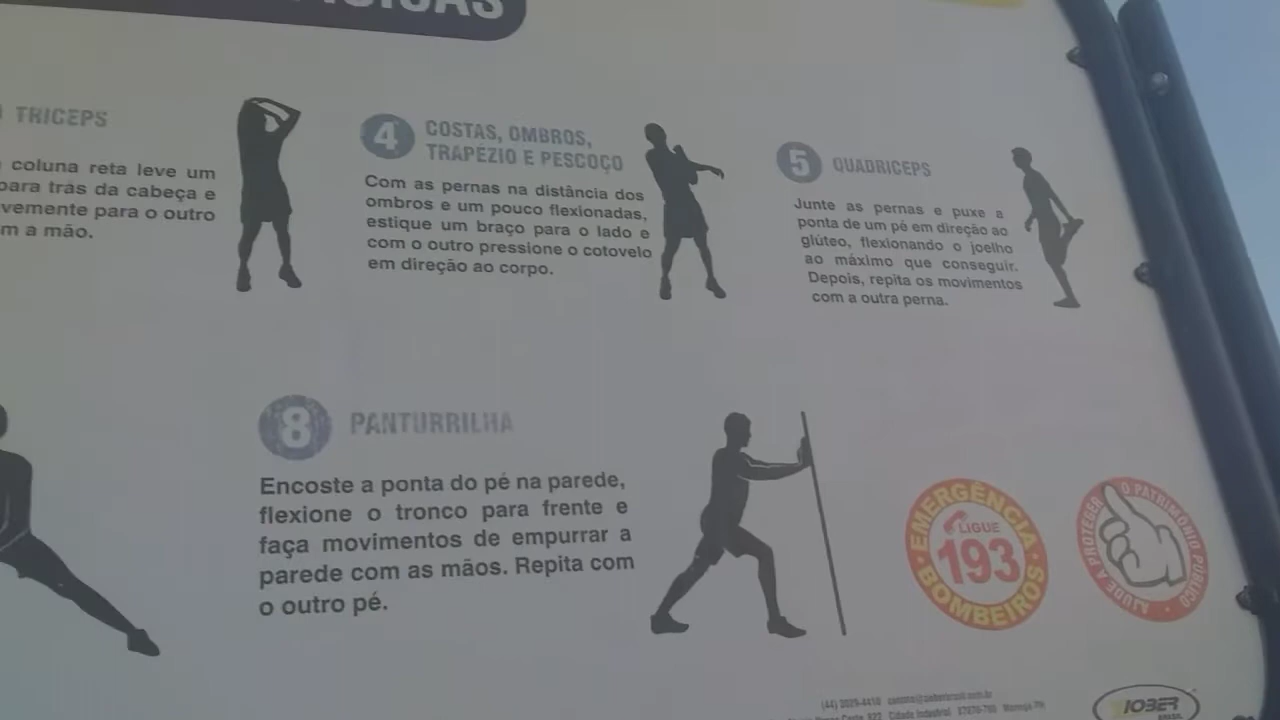 TRICEPS
coluna reta leve um
para trás da cabeça e
vemente para o outro
m a mão.
4
COSTAS, OMBROS,
TRAPÉZIO E PESCOÇO
Com as pernas na distância dos
ombros e um pouco flexionadas,
estique um braço para o lado e
com o outro pressione o cotovelo
em direção ao corpo.
5
QUADRICEPS
Junte as pernas e puxe a
ponta de um pé em direção ao
glúteo, flexionando o joelho
ao máximo que conseguir.
Depois, repita os movimentos
com a outra perna.
8
PANTURRILHA
Encoste a ponta do pé na parede,
flexione o tronco para frente e
faça movimentos de empurrar a
parede com as mãos. Repita com
o outro pé.
EMERGÊNCIA
LIGUE
193
BOMBEIROS
AJUDE A PROTEGER O PATRIMÔNIO PÚBLICO
Cidade Industrial